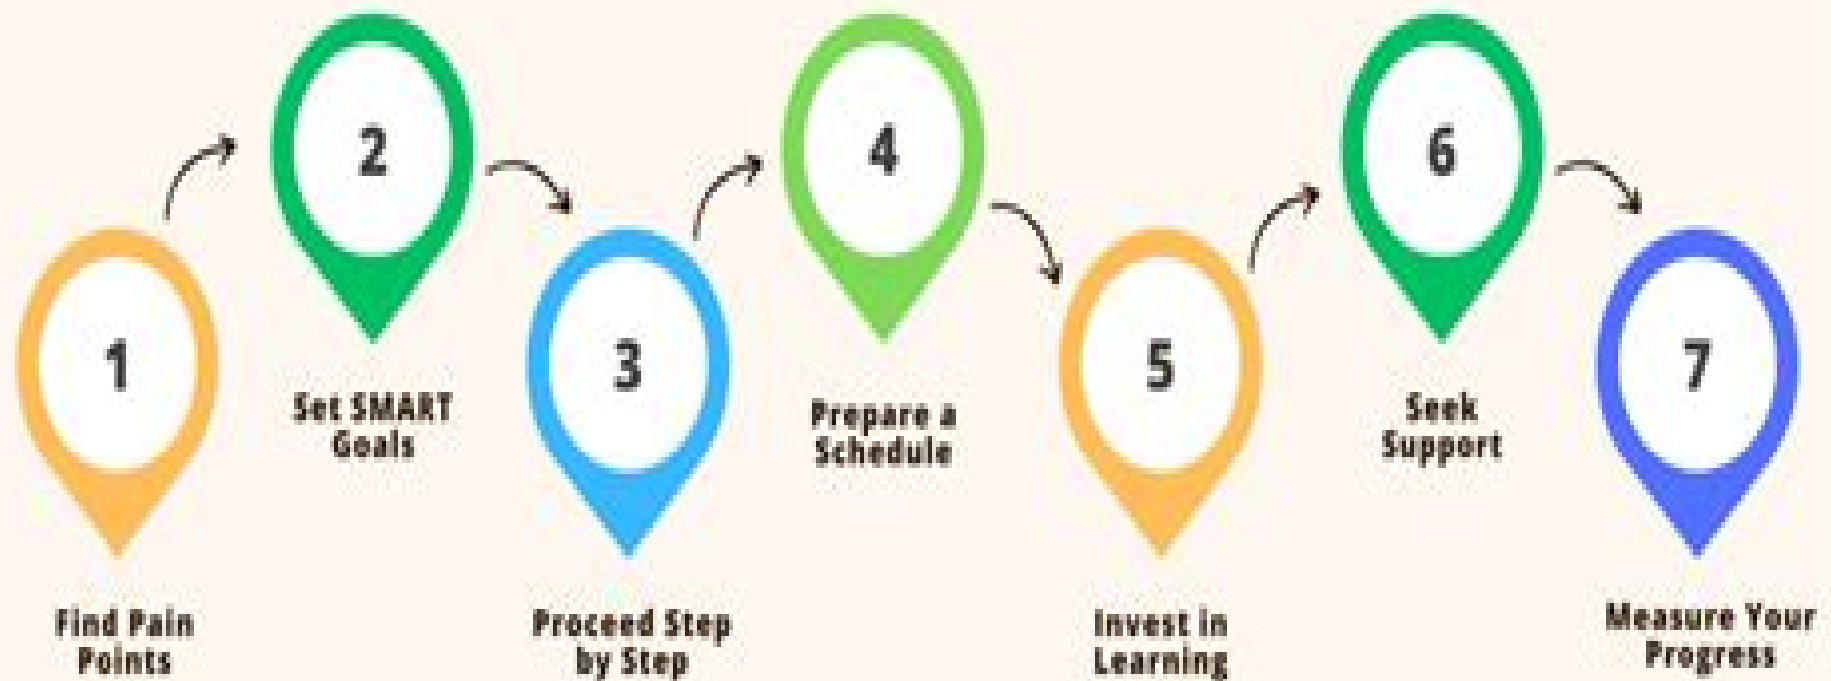 1
Find Pain
Points
2
Set SMART
Goals
3
Proceed Step
by Step
4
Prepare a
Schedule
5
Invest in
Learning
6
Seek
Support
7
Measure Your
Progress